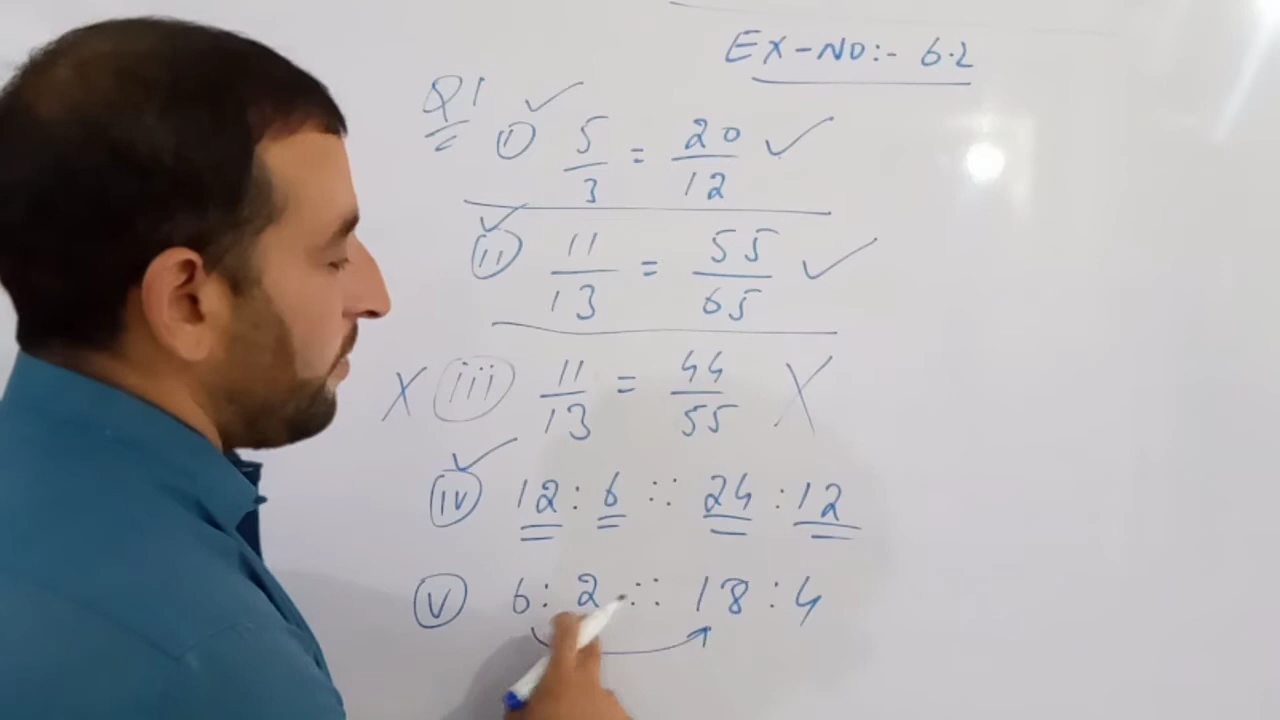 EX-NO:- 6.2
Q1
(i) 5/3 = 20/12 ✓
(ii) 11/13 = 55/65 ✓
X (iii) 11/13 = 44/55 X
(iv) 12 : 6 :: 24 : 12
(v) 6 : 2 :: 18 : 4